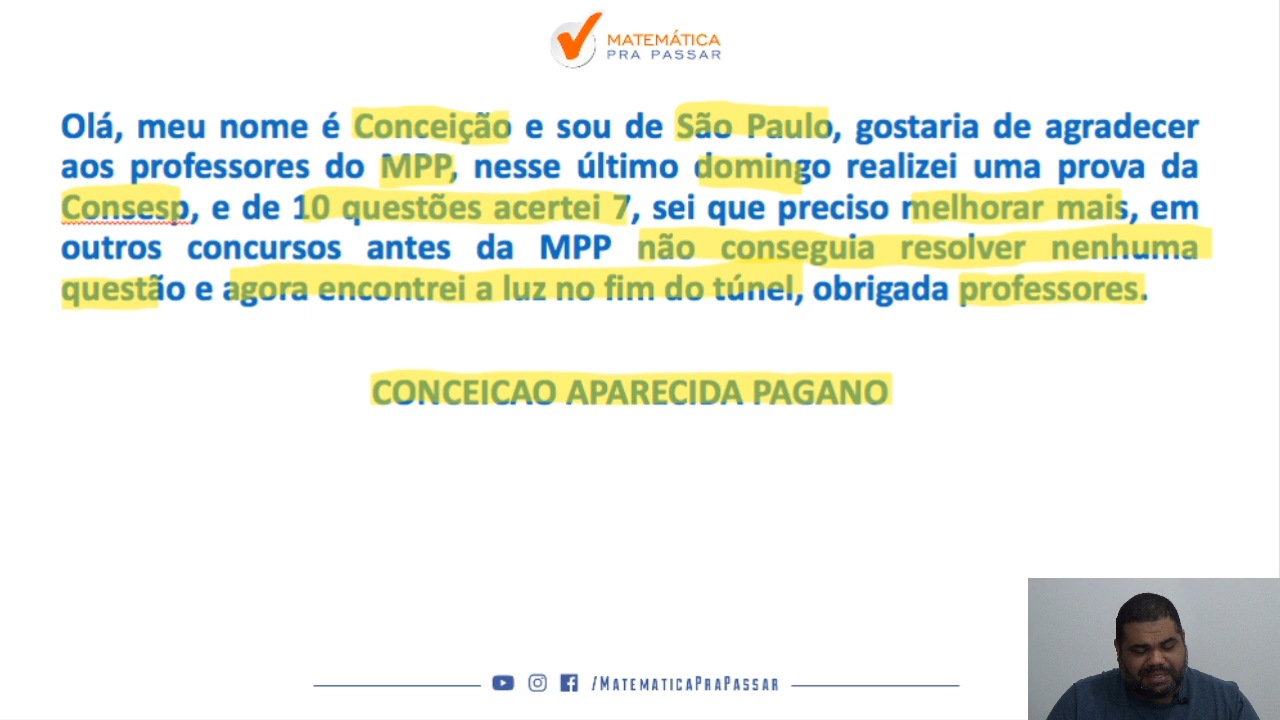 MATEMÁTICA
PRA PASSAR
Olá, meu nome é Conceição e sou de São Paulo, gostaria de agradecer
aos professores do MPP, nesse último domingo realizei uma prova da
Consesp, e de 10 questões acertei 7, sei que preciso melhorar mais, em
outros concursos antes da MPP não conseguia resolver nenhuma
questão e agora encontrei a luz no fim do túnel, obrigada professores.
CONCEICAO APARECIDA PAGANO
/MATEMATICAPRAPASSAR